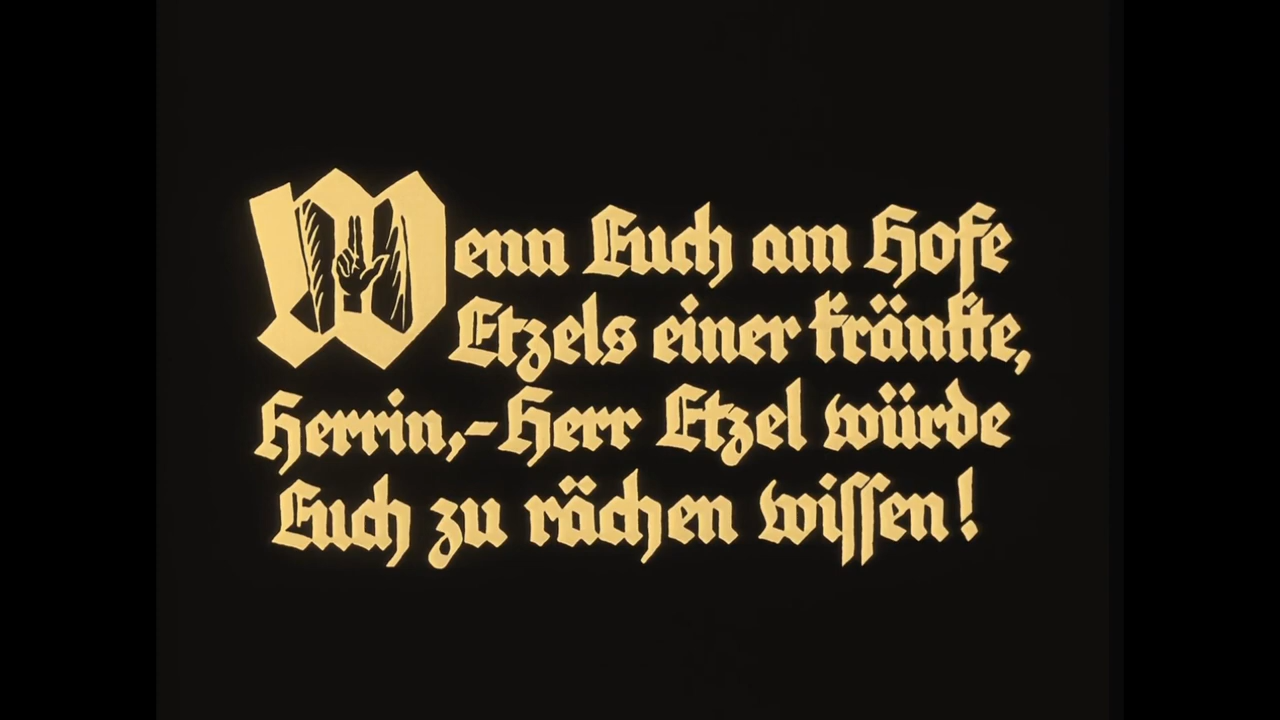 Wenn Euch am Hofe
Etzels einer kränkte,
Herrin,- Herr Etzel würde
Euch zu rächen wissen!